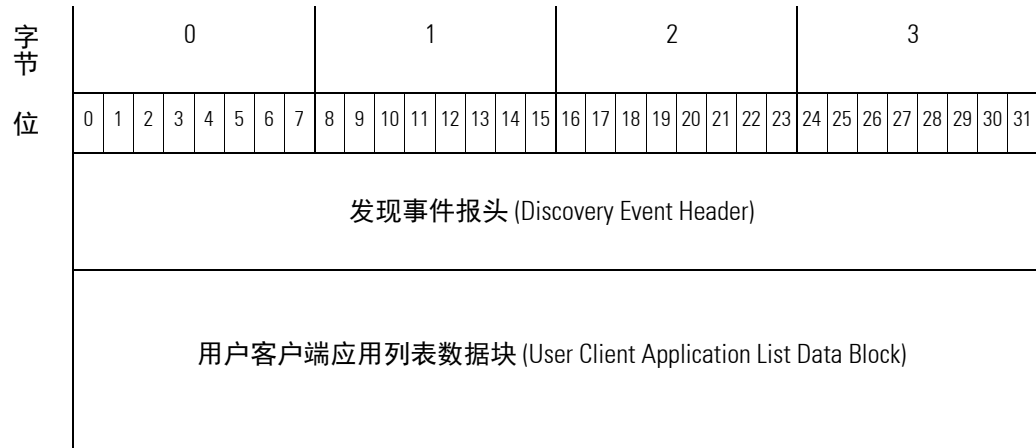 字节 0 1 2 3
位 0 1 2 3 4 5 6 7 8 9 10 11 12 13 14 15 16 17 18 19 20 21 22 23 24 25 26 27 28 29 30 31
发现事件报头 (Discovery Event Header)
用户客户端应用列表数据块 (User Client Application List Data Block)